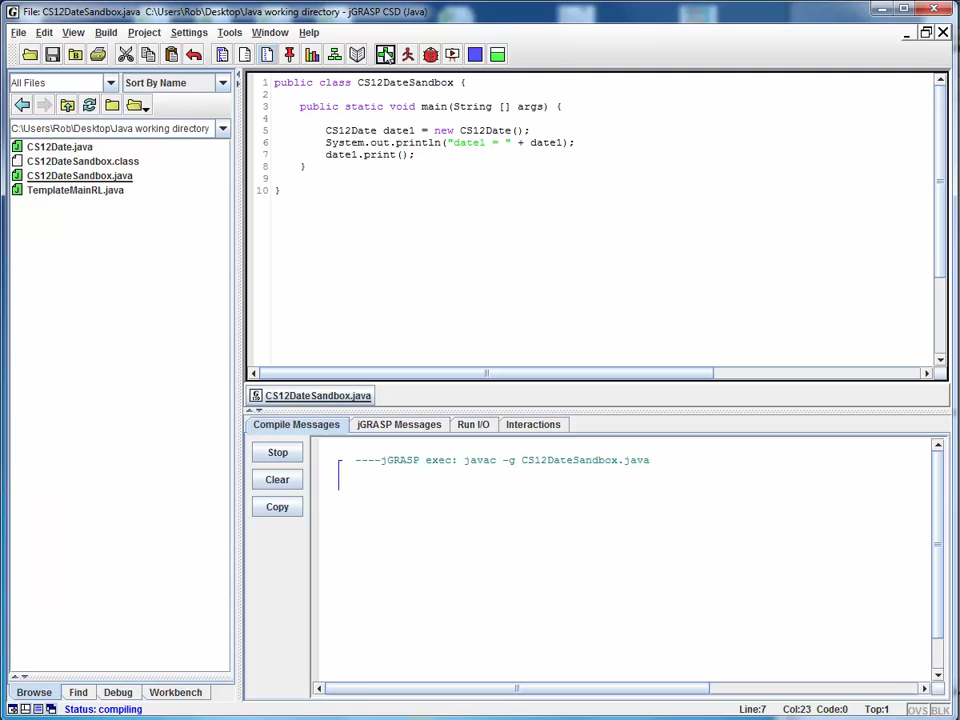 File: CS12DateSandbox.java C:\Users\Rob\Desktop\Java working directory - jGRASP CSD (Java)
File Edit View Build Project Settings Tools Window Help
All Files Sort By Name
C:\Users\Rob\Desktop\Java working directory
CS12Date.java
CS12DateSandbox.class
CS12DateSandbox.java
TemplateMainRL.java
1 public class CS12DateSandbox {
2
3 public static void main(String [] args) {
4
5 CS12Date date1 = new CS12Date();
6 System.out.println("date1 = " + date1);
7 date1.print();
8 }
9
10 }
CS12DateSandbox.java
Compile Messages jGRASP Messages Run I/O Interactions
Stop
Clear
Copy
----jGRASP exec: javac -g CS12DateSandbox.java
Browse Find Debug Workbench
Status: compiling
Line:7 Col:23 Code:0 Top:1 OVS BLK